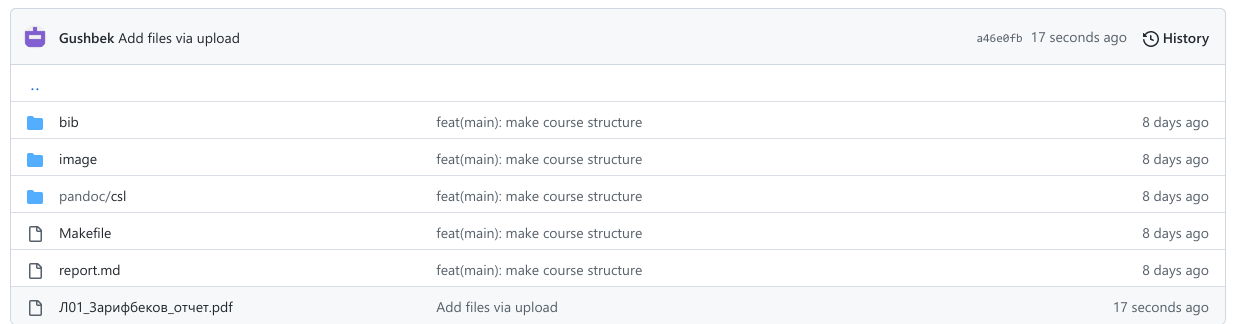 Gushbek Add files via upload a46e0fb 17 seconds ago History
..
bib feat(main): make course structure 8 days ago
image feat(main): make course structure 8 days ago
pandoc/csl feat(main): make course structure 8 days ago
Makefile feat(main): make course structure 8 days ago
report.md feat(main): make course structure 8 days ago
Л01_Зарифбеков_отчет.pdf Add files via upload 17 seconds ago